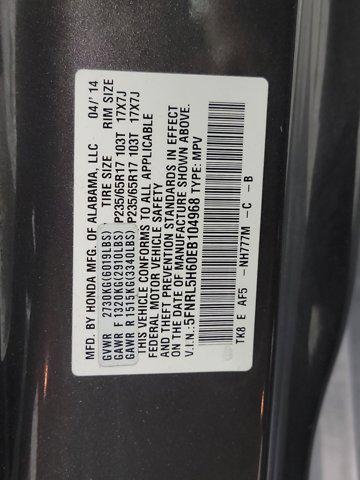 MFD. BY HONDA MFG. OF ALABAMA, LLC 04/'14
TIRE SIZE RIM SIZE
GVWR 2730KG(6019LBS)
GAWR F 1320KG(2910LBS) P235/65R17 103T 17X7J
GAWR R 1515KG(3340LBS) P235/65R17 103T 17X7J
THIS VEHICLE CONFORMS TO ALL APPLICABLE
FEDERAL MOTOR VEHICLE SAFETY
AND THEFT PREVENTION STANDARDS IN EFFECT
ON THE DATE OF MANUFACTURE SHOWN ABOVE.
V.I.N.:5FNRL5H60EB104968 TYPE: MPV
TK8 E AF5 -NH777M -C -B